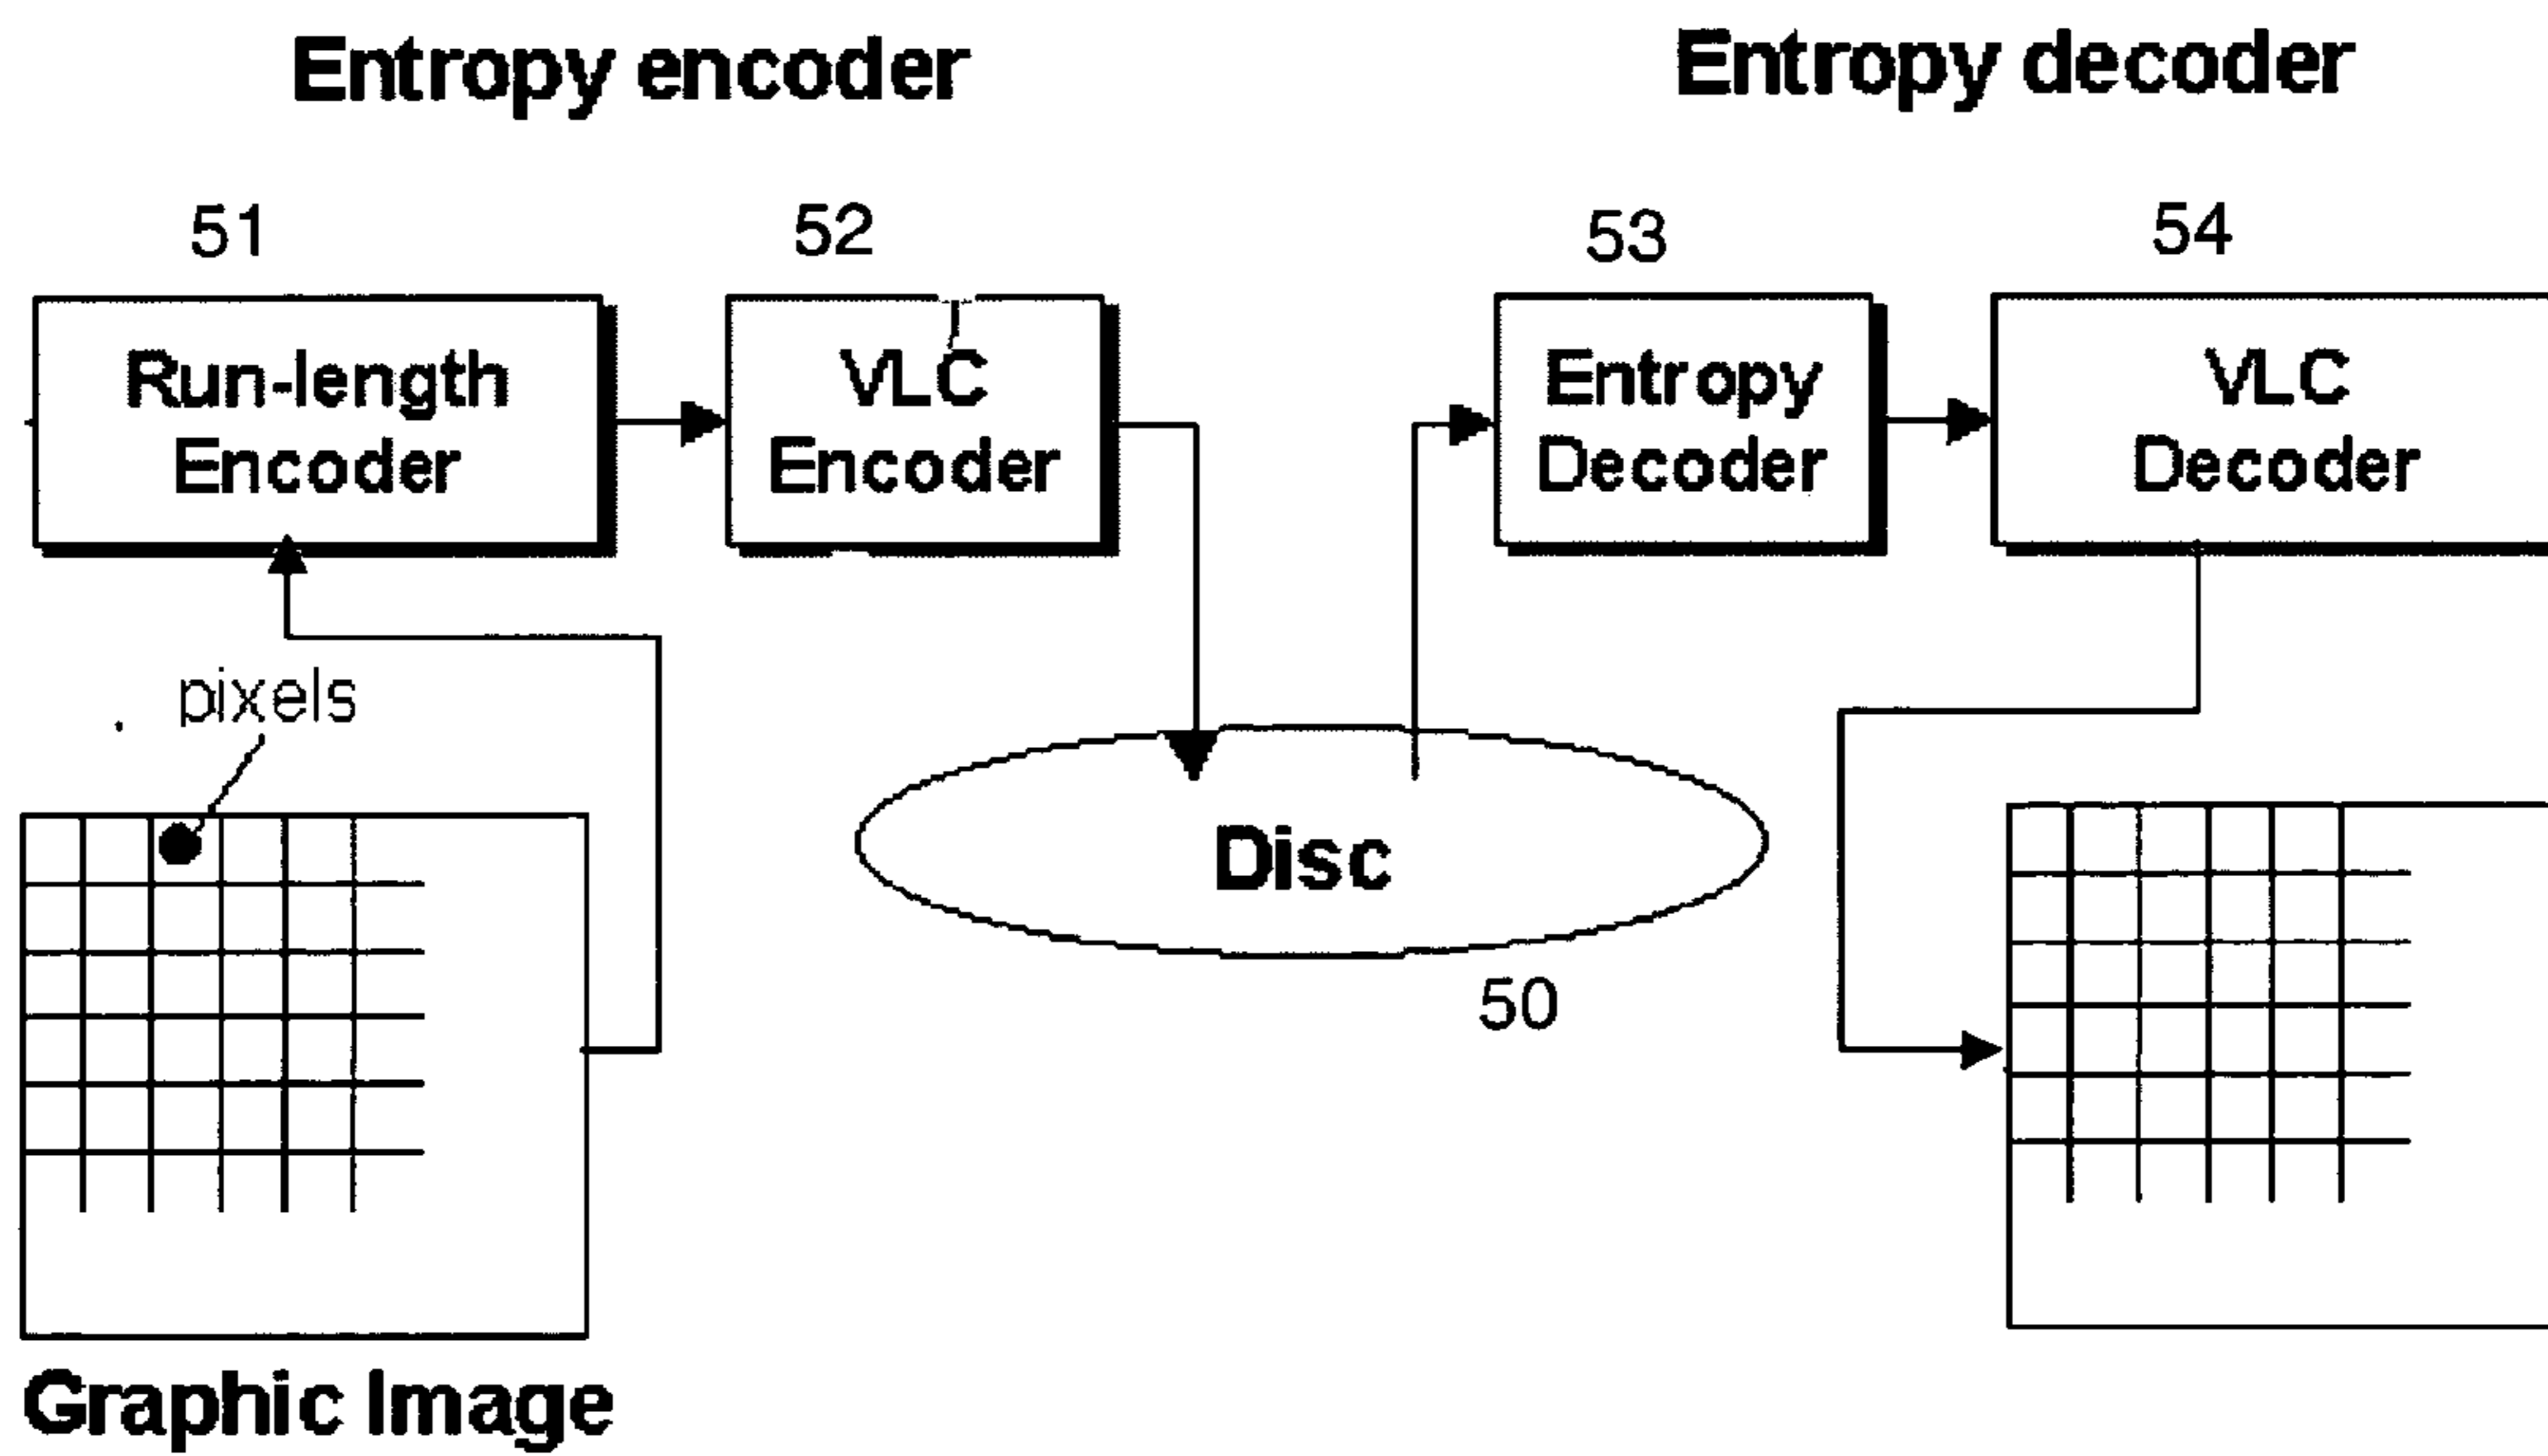 Entropy encoder
Entropy decoder
51
52
53
54
Run-length
Encoder
VLC
Encoder
Entropy
Decoder
VLC
Decoder
pixels
Disc
50
Graphic Image